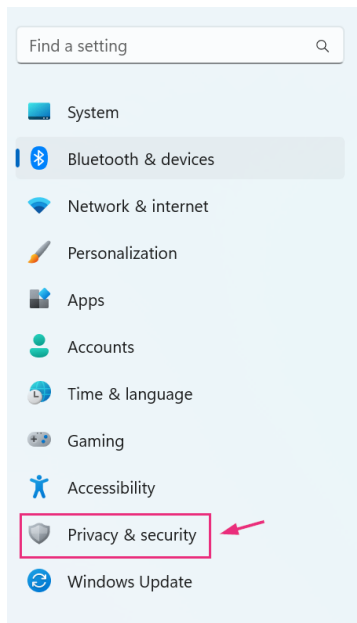 Find a setting
System
Bluetooth & devices
Network & internet
Personalization
Apps
Accounts
Time & language
Gaming
Accessibility
Privacy & security
Windows Update